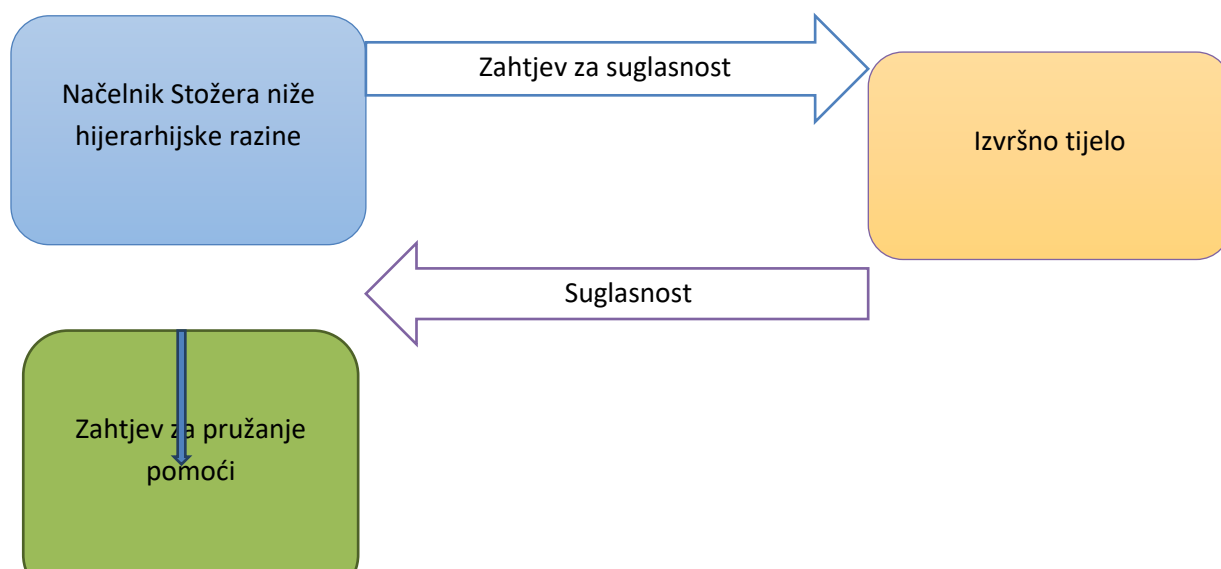 Načelnik Stožera niže
hijerarhijske razine
Zahtjev za suglasnost
Izvršno tijelo
Suglasnost
Zahtjev za pružanje
pomoći